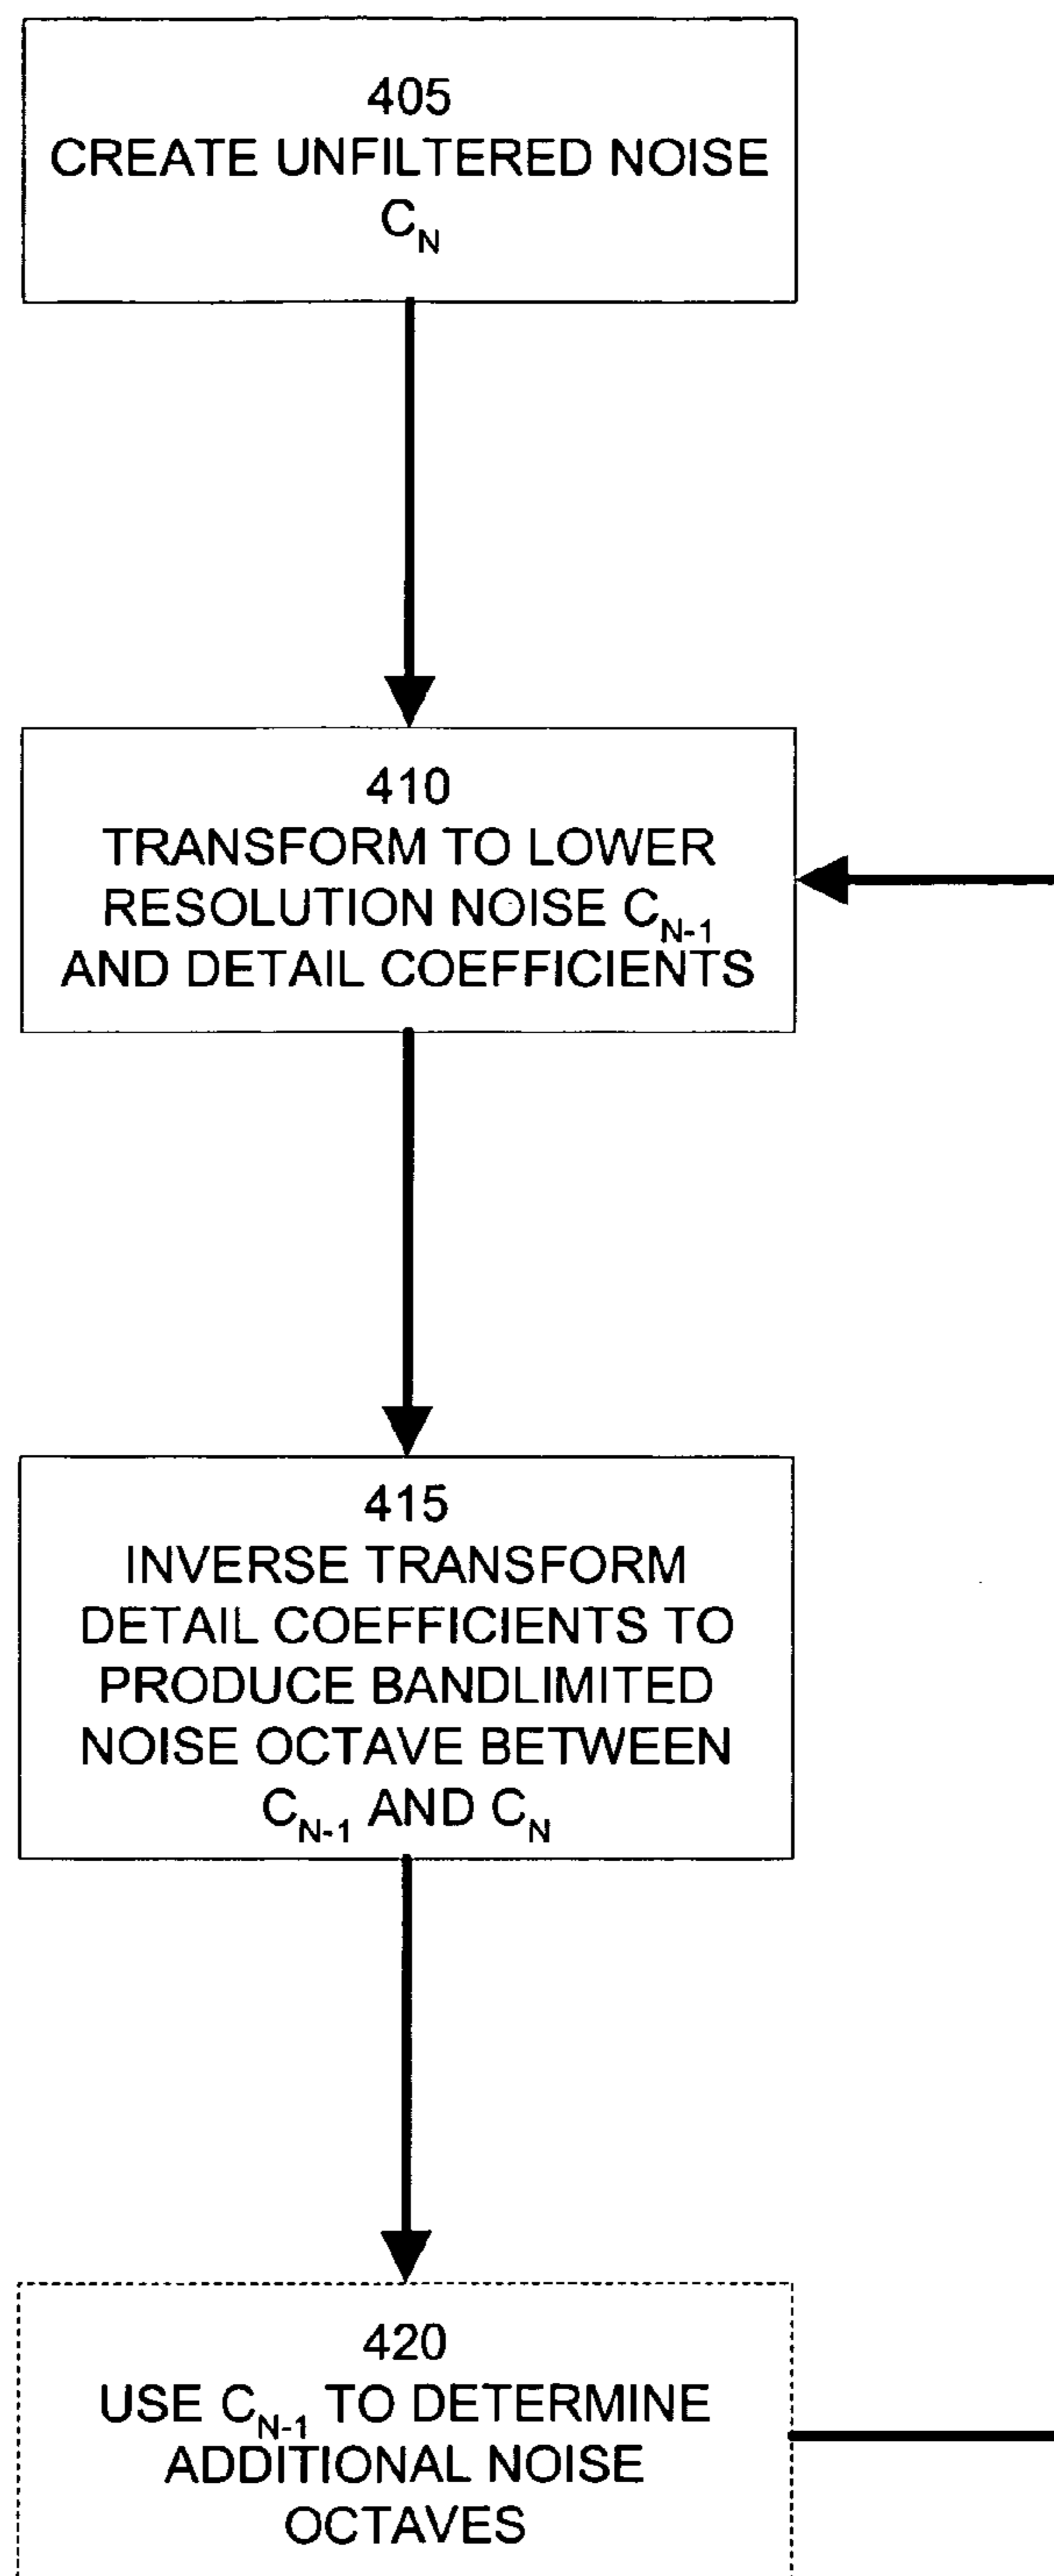 405
CREATE UNFILTERED NOISE
C_N
410
TRANSFORM TO LOWER
RESOLUTION NOISE C_N-1
AND DETAIL COEFFICIENTS
415
INVERSE TRANSFORM
DETAIL COEFFICIENTS TO
PRODUCE BANDLIMITED
NOISE OCTAVE BETWEEN
C_N-1 AND C_N
420
USE C_N-1 TO DETERMINE
ADDITIONAL NOISE
OCTAVES